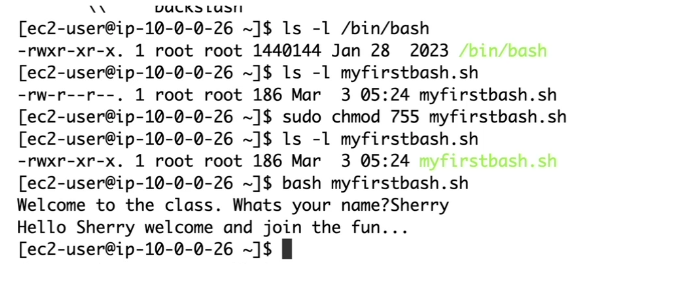 \\ backslash
[ec2-user@ip-10-0-0-26 ~]$ ls -l /bin/bash
-rwxr-xr-x. 1 root root 1440144 Jan 28  2023 /bin/bash
[ec2-user@ip-10-0-0-26 ~]$ ls -l myfirstbash.sh
-rw-r--r--. 1 root root 186 Mar  3 05:24 myfirstbash.sh
[ec2-user@ip-10-0-0-26 ~]$ sudo chmod 755 myfirstbash.sh
[ec2-user@ip-10-0-0-26 ~]$ ls -l myfirstbash.sh
-rwxr-xr-x. 1 root root 186 Mar  3 05:24 myfirstbash.sh
[ec2-user@ip-10-0-0-26 ~]$ bash myfirstbash.sh
Welcome to the class. Whats your name?Sherry
Hello Sherry welcome and join the fun...
[ec2-user@ip-10-0-0-26 ~]$